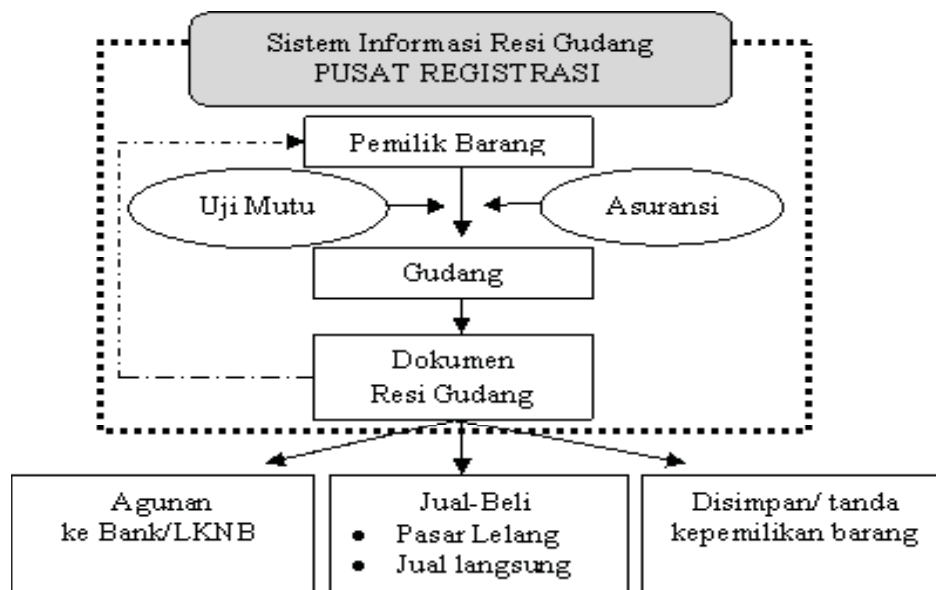 Sistem Informasi Resi Gudang
PUSAT REGISTRASI
Pemilik Barang
Uji Mutu
Asuransi
Gudang
Dokumen
Resi Gudang
Agunan
ke Bank/LKNB
Jual-Beli
• Pasar Lelang
• Jual langsung
Disimpan/ tanda
kepemilikan barang